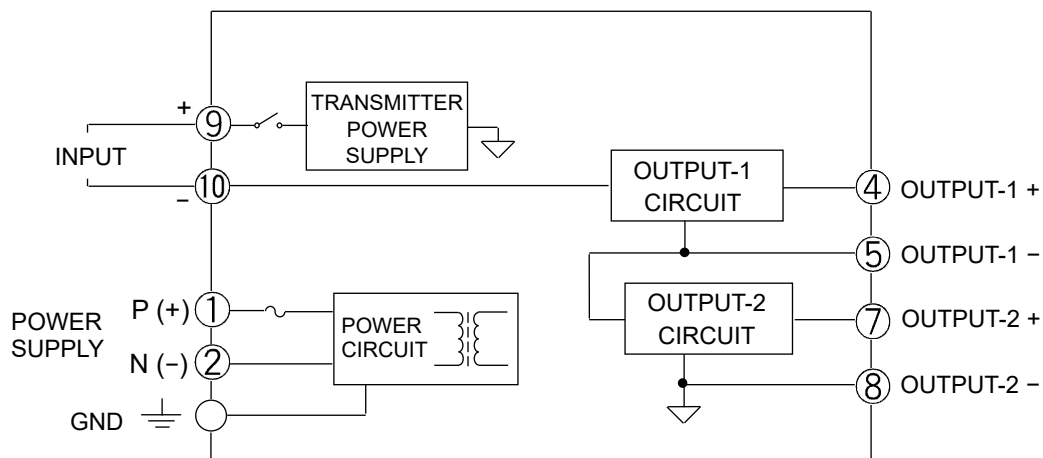 +
9
TRANSMITTER
POWER
SUPPLY
INPUT
10
−
OUTPUT-1
CIRCUIT
4
OUTPUT-1 +
5
OUTPUT-1 −
POWER
SUPPLY
P (+)
1
N (−)
2
GND
POWER
CIRCUIT
OUTPUT-2
CIRCUIT
7
OUTPUT-2 +
8
OUTPUT-2 −